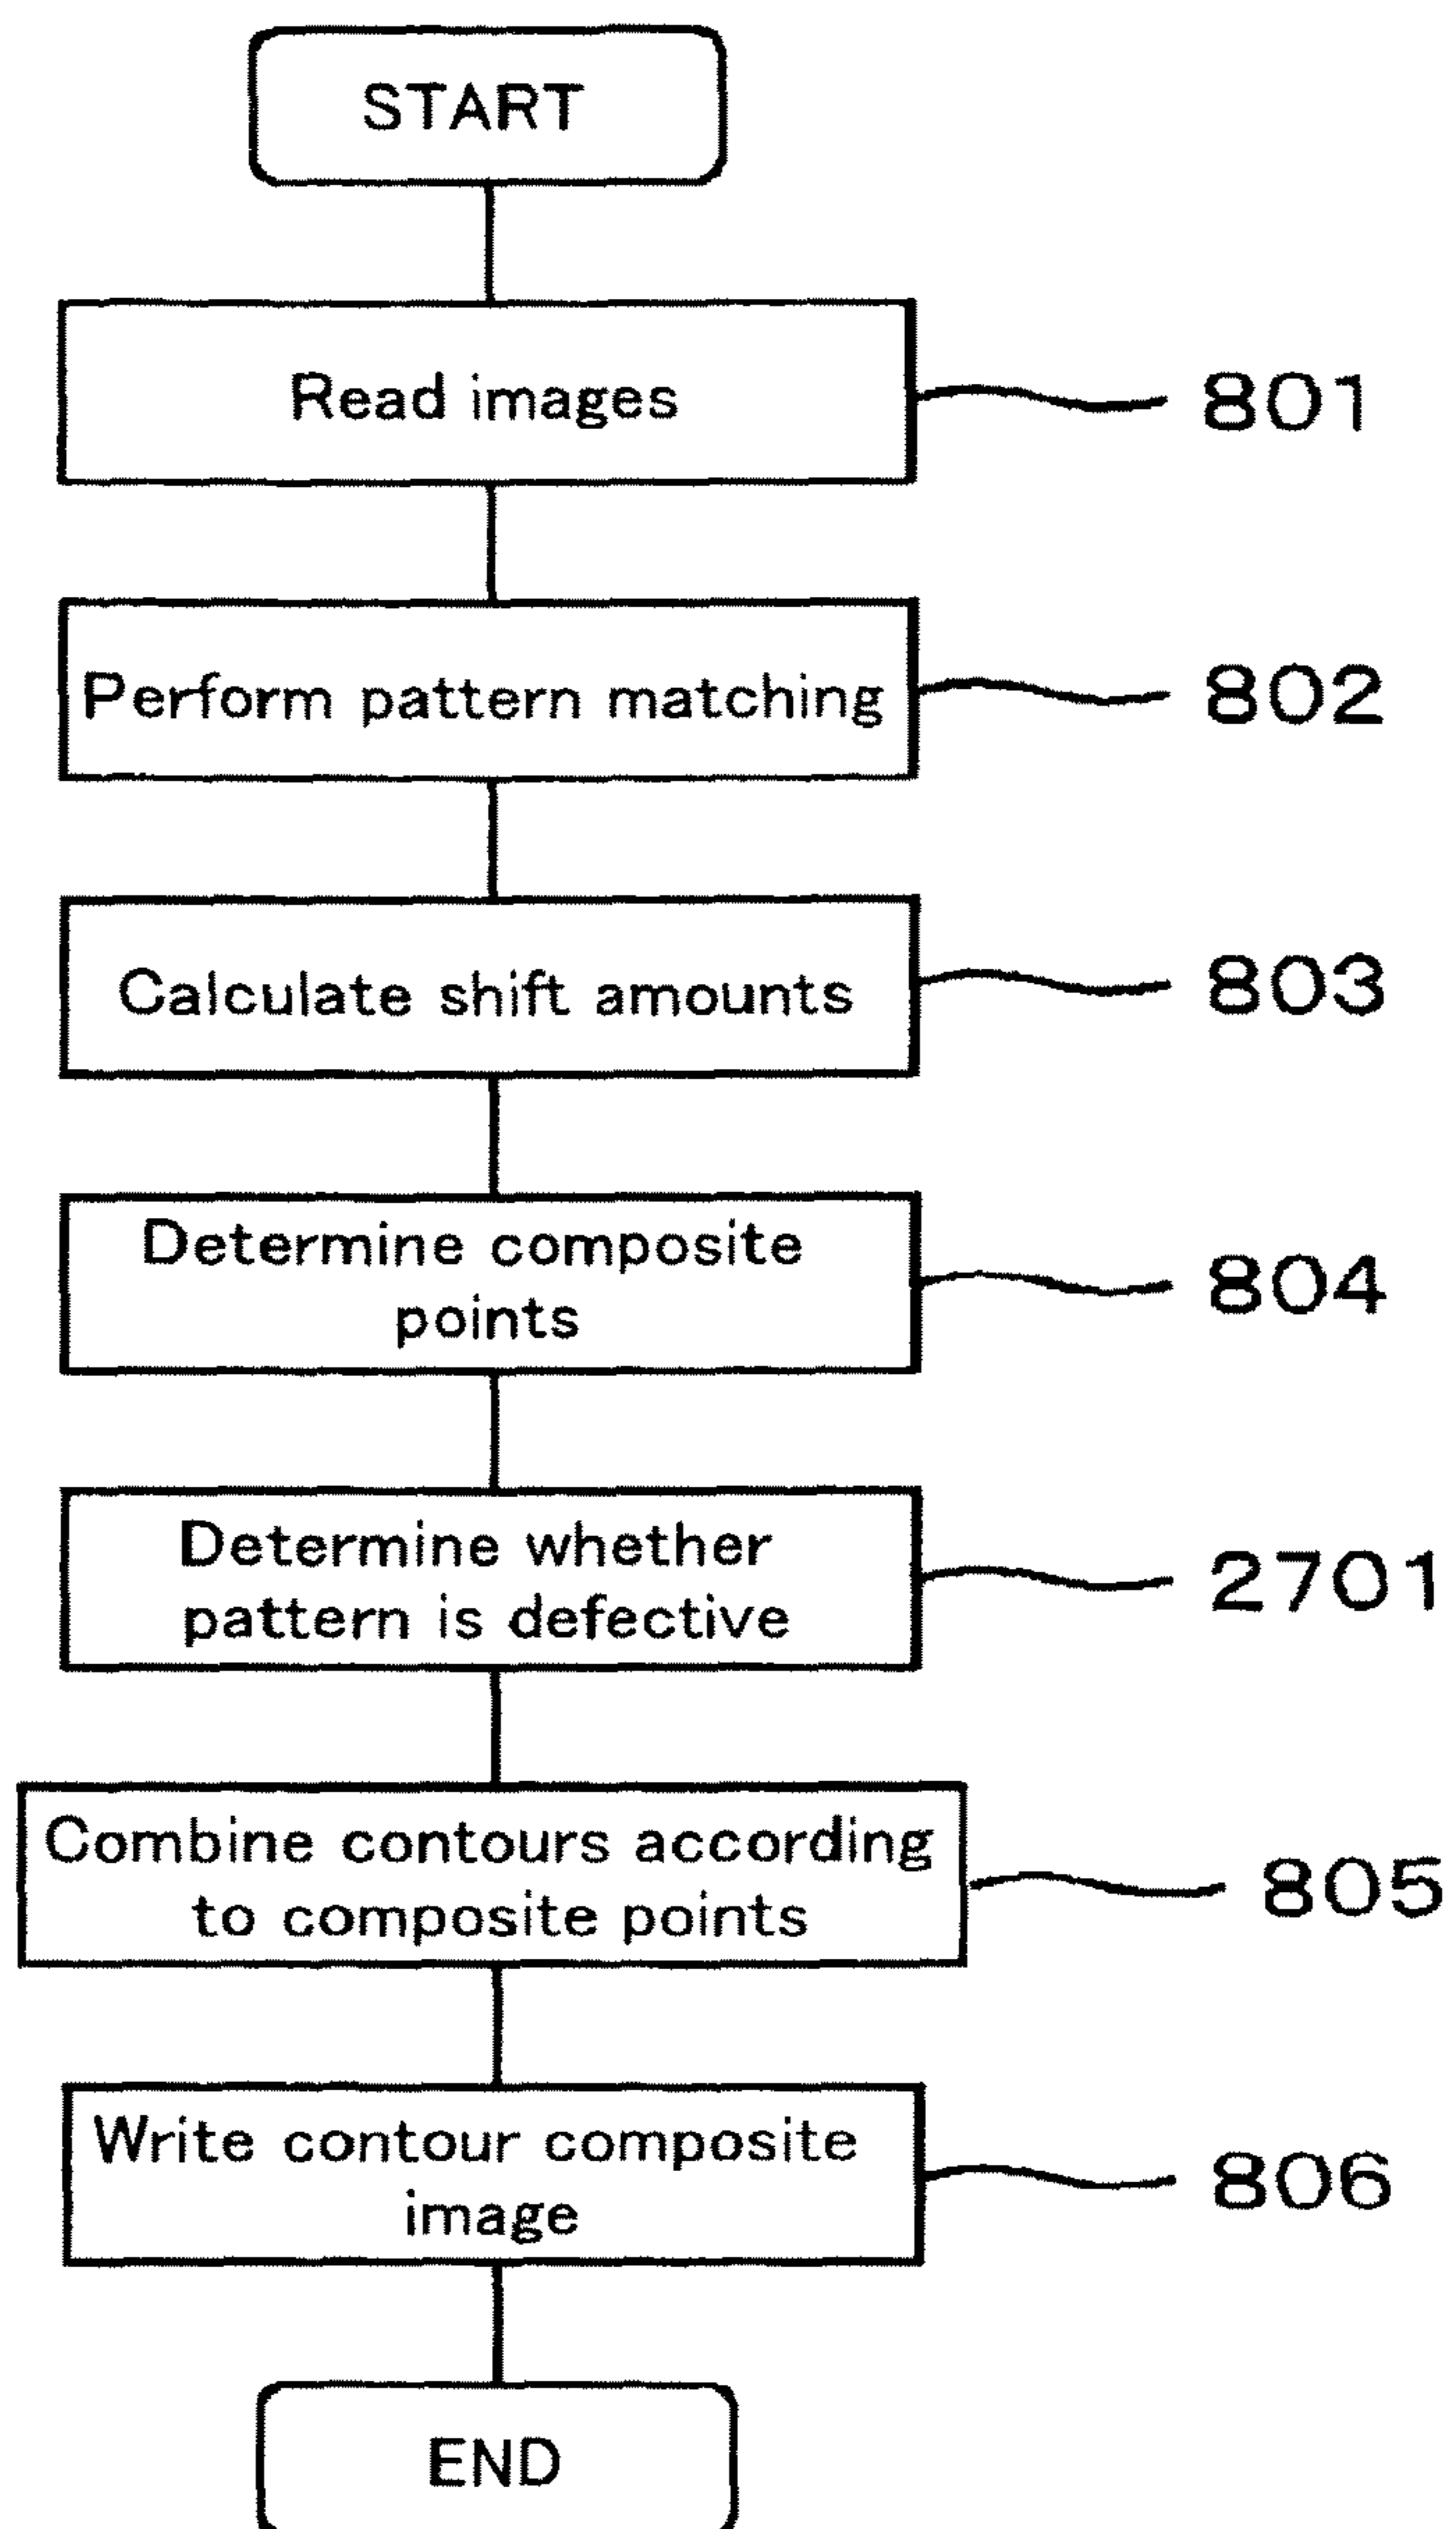 START
Read images
801
Perform pattern matching
802
Calculate shift amounts
803
Determine composite
points
804
Determine whether
pattern is defective
2701
Combine contours according
to composite points
805
Write contour composite
image
806
END